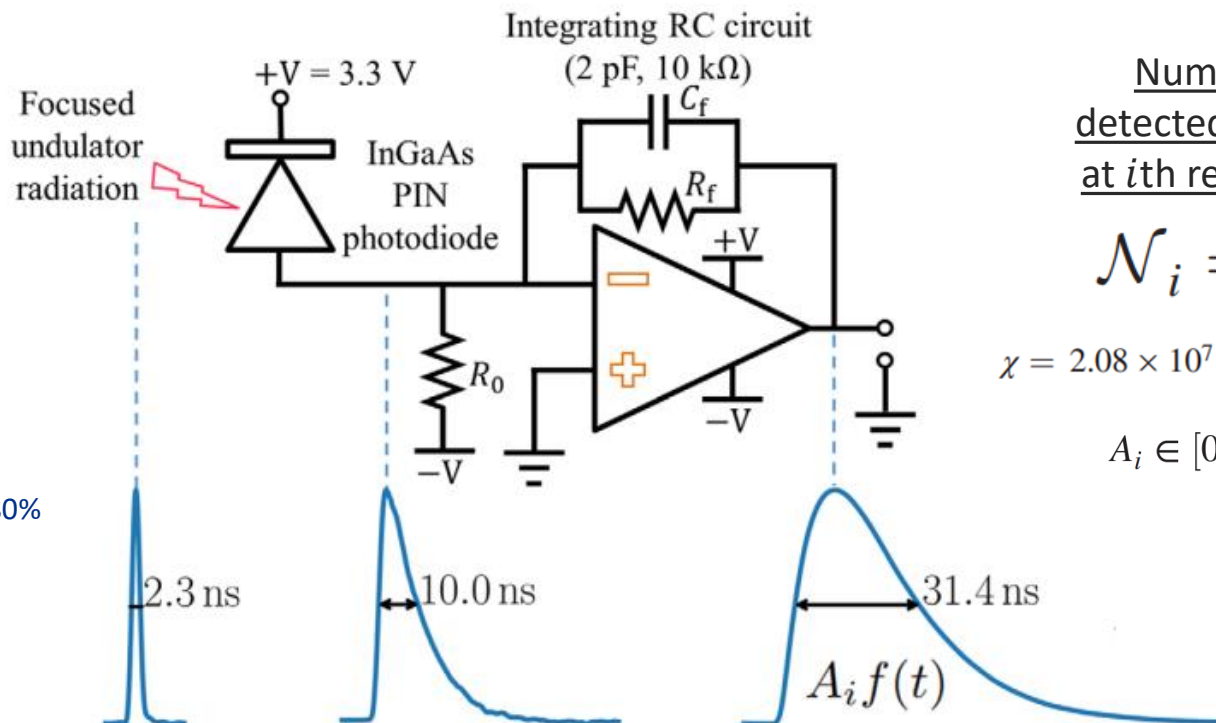 Integrating RC circuit
(2 pF, 10 kΩ)
+V = 3.3 V
C_f
Focused
undulator
radiation
InGaAs
PIN
photodiode
R_f
+V
R_0
−V
−V
2.3 ns
10.0 ns
31.4 ns
A_i f(t)
0%
Num
detected
at ith re
𝒩_i =
χ = 2.08 × 10^7
A_i ∈ [0